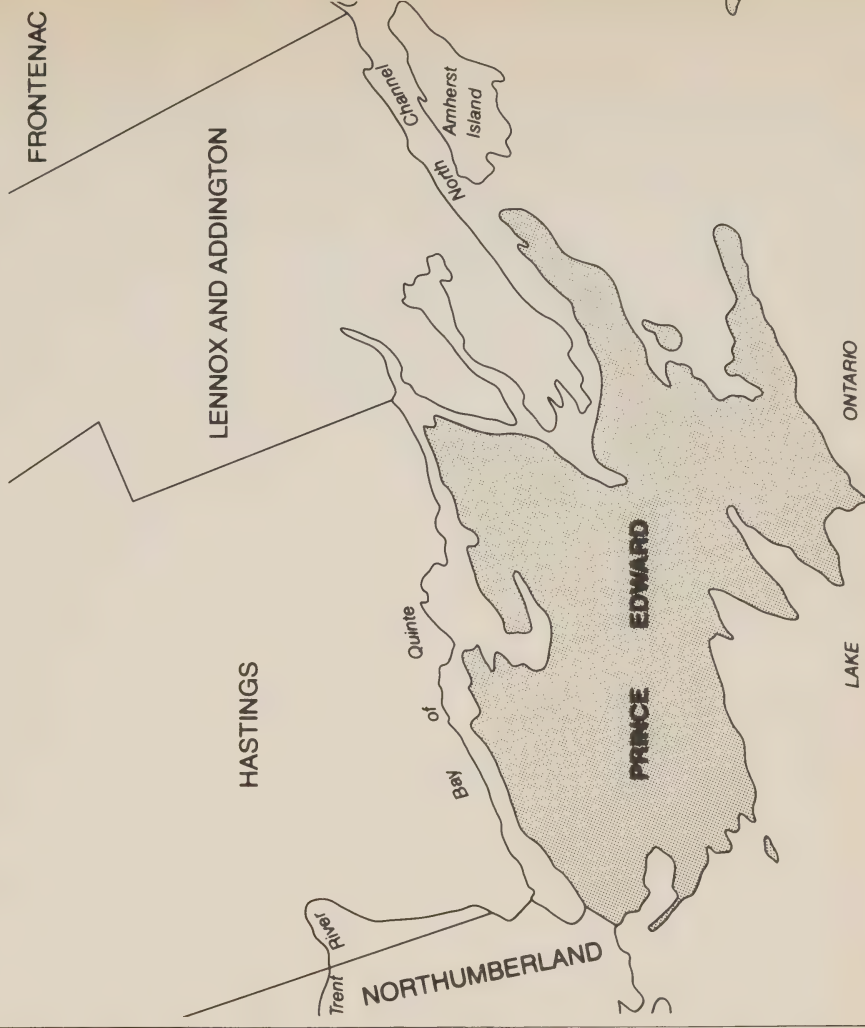 FRONTENAC
LENNOX AND ADDINGTON
HASTINGS
NORTHUMBERLAND
Trent River
Bay of Quinte
North Channel
Amherst
Island
PRINCE EDWARD
LAKE ONTARIO